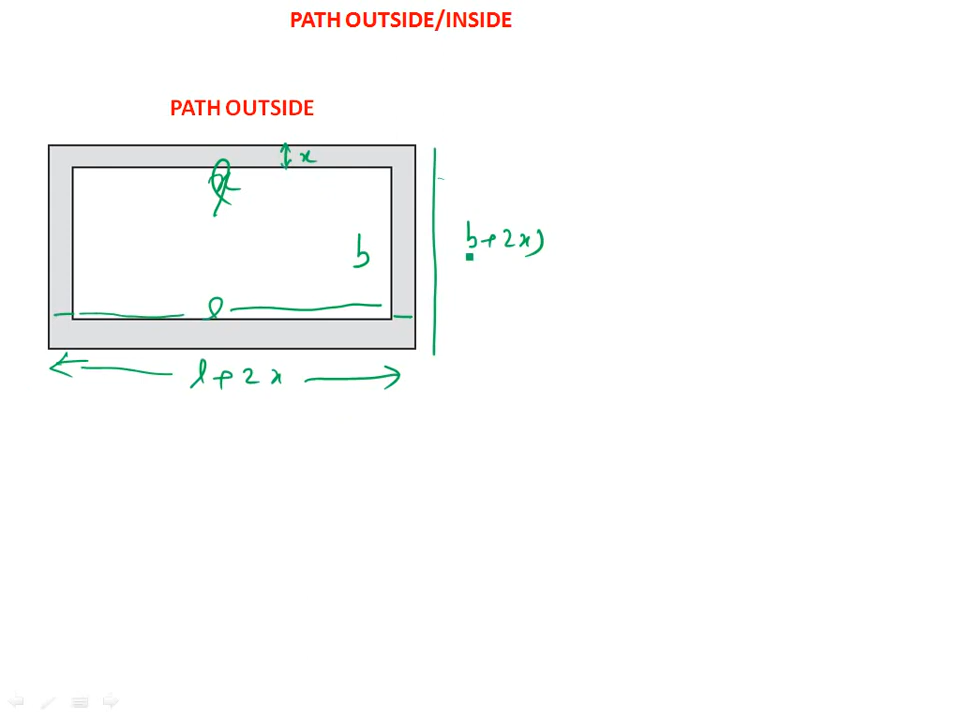 PATH OUTSIDE/INSIDE
PATH OUTSIDE
x
b
b+2x)
l
l+2x